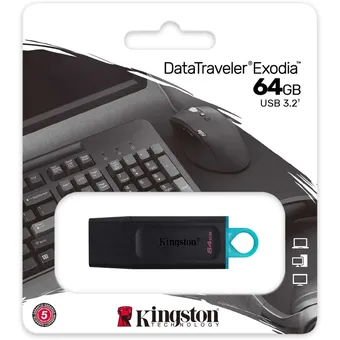 DataTraveler® Exodia™
64GB
USB 3.2¹
Kingston
64GB
5
Kingston®
TECHNOLOGY